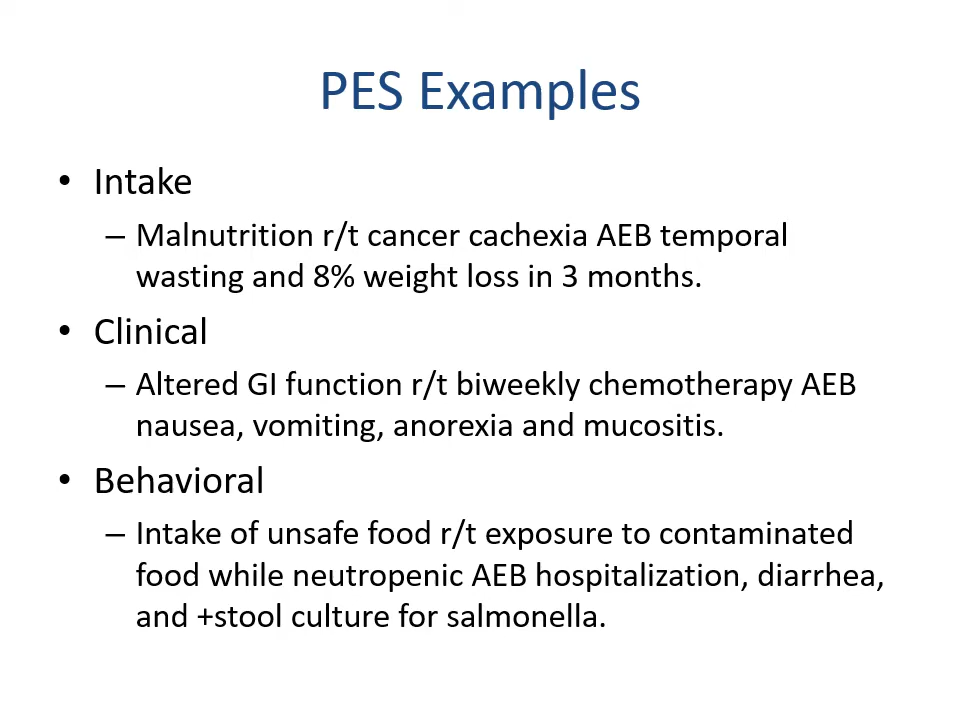 PES Examples
• Intake
– Malnutrition r/t cancer cachexia AEB temporal
wasting and 8% weight loss in 3 months.
• Clinical
– Altered GI function r/t biweekly chemotherapy AEB
nausea, vomiting, anorexia and mucositis.
• Behavioral
– Intake of unsafe food r/t exposure to contaminated
food while neutropenic AEB hospitalization, diarrhea,
and +stool culture for salmonella.